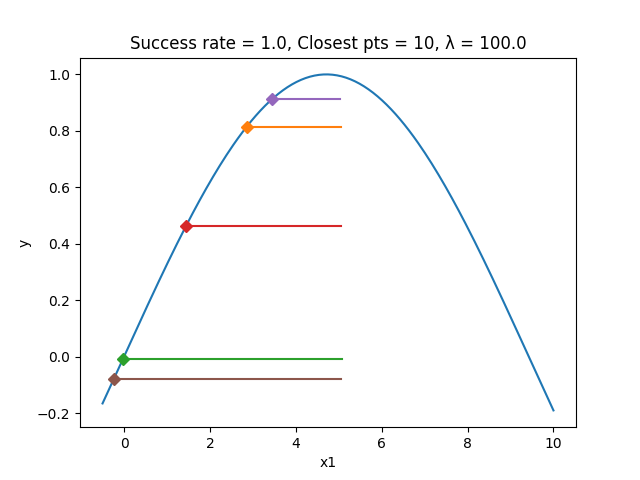 Success rate = 1.0, Closest pts = 10, λ = 100.0
1.0
0.8
0.6
0.4
0.2
0.0
−0.2
y
0 2 4 6 8 10
x1